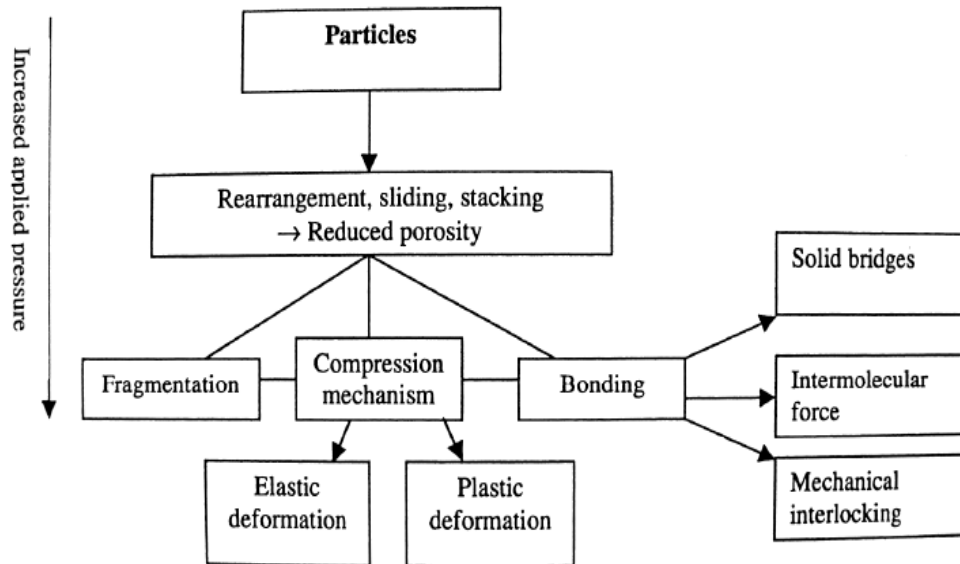 Increased applied pressure
Particles
Rearrangement, sliding, stacking
→ Reduced porosity
Solid bridges
Fragmentation
Compression
mechanism
Bonding
Intermolecular
force
Elastic
deformation
Plastic
deformation
Mechanical
interlocking